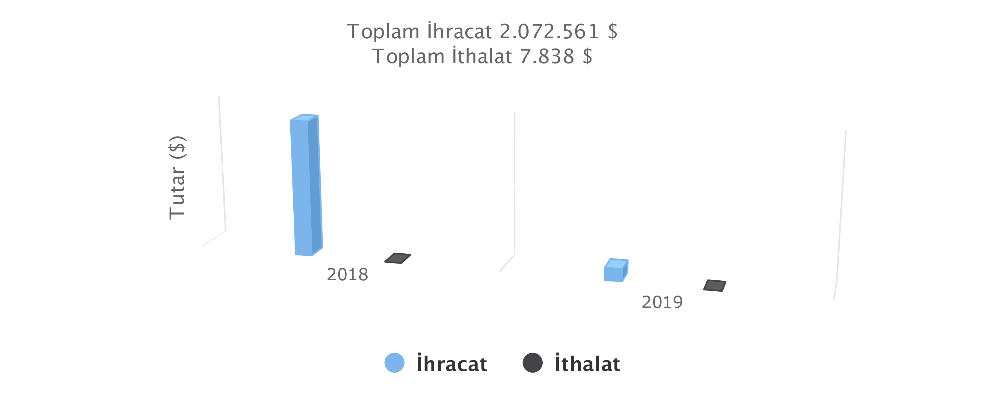 Toplam İhracat 2.072.561 $
Toplam İthalat 7.838 $
Tutar ($)
2018
2019
İhracat
İthalat